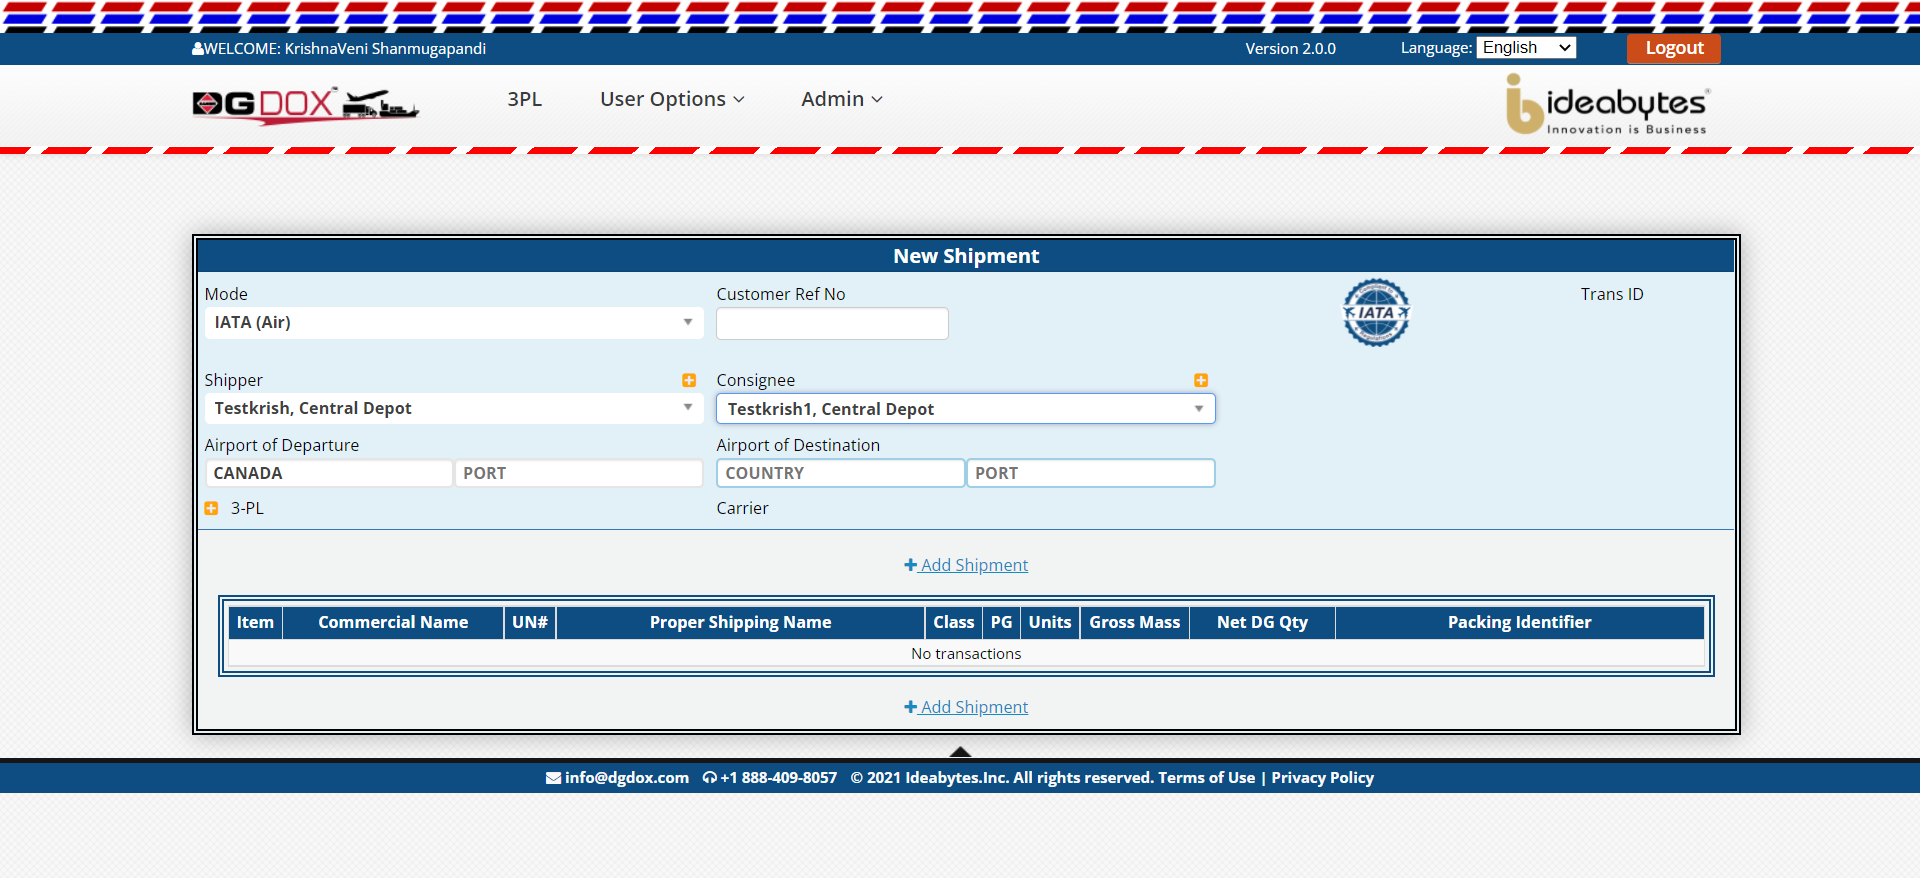 WELCOME: KrishnaVeni Shanmugapandi
Version 2.0.0
Language: English
Logout
DGDOX™
3PL
User Options
Admin
ideabytes®
Innovation is Business
New Shipment
Mode
Customer Ref No
IATA
Trans ID
IATA (Air)
Shipper
Consignee
Testkrish, Central Depot
Testkrish1, Central Depot
Airport of Departure
Airport of Destination
CANADA
PORT
COUNTRY
PORT
3-PL
Carrier
Add Shipment
Item Commercial Name UN# Proper Shipping Name Class PG Units Gross Mass Net DG Qty Packing Identifier
No transactions
Add Shipment
info@dgdox.com +1 888-409-8057 © 2021 Ideabytes.Inc. All rights reserved. Terms of Use | Privacy Policy